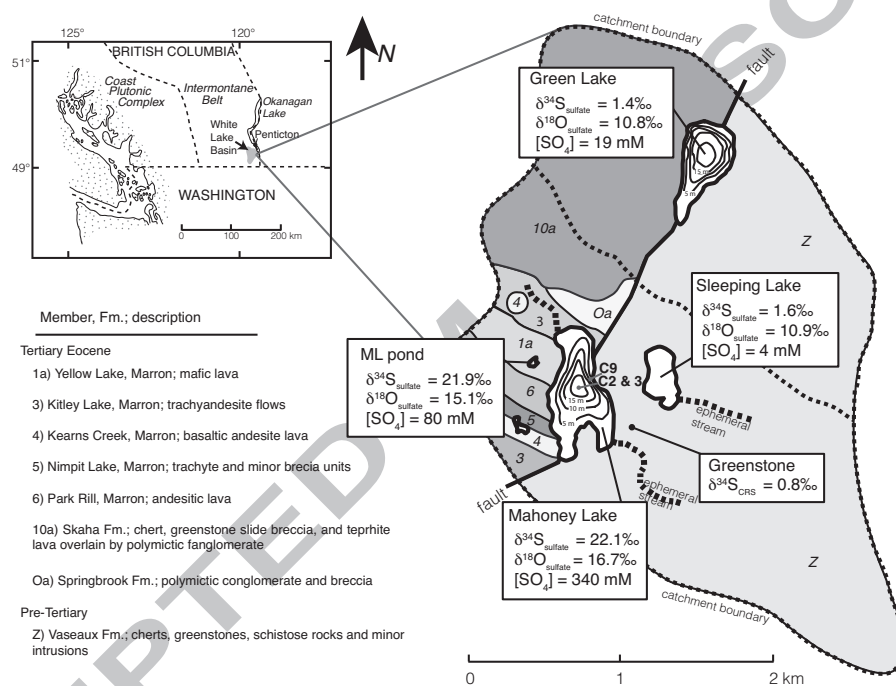 125°
120°
BRITISH COLUMBIA
51°
Coast
Plutonic
Complex
Intermontane
Belt
Okanagan
Lake
White
Lake
Basin
Penticton
49°
WASHINGTON
0 100 200 km
N
catchment boundary
fault
Green Lake
δ³⁴Ssulfate = 1.4‰
δ¹⁸Osulfate = 10.8‰
[SO4] = 19 mM
15 m
5 m
10a
Z
Sleeping Lake
δ³⁴Ssulfate = 1.6‰
δ¹⁸Osulfate = 10.9‰
[SO4] = 4 mM
4
3
Oa
1a
ML pond
δ³⁴Ssulfate = 21.9‰
δ¹⁸Osulfate = 15.1‰
[SO4] = 80 mM
C9
C2 & 3
6
15 m
10 m
5 m
5
4
3
ephemeral
stream
Greenstone
δ³⁴SCRS = 0.8‰
fault
ephemeral
stream
Mahoney Lake
δ³⁴Ssulfate = 22.1‰
δ¹⁸Osulfate = 16.7‰
[SO4] = 340 mM
Z
catchment boundary
0 1 2 km
Member, Fm.; description
Tertiary Eocene
1a) Yellow Lake, Marron; mafic lava
3) Kitley Lake, Marron; trachyandesite flows
4) Kearns Creek, Marron; basaltic andesite lava
5) Nimpit Lake, Marron; trachyte and minor brecia units
6) Park Rill, Marron; andesitic lava
10a) Skaha Fm.; chert, greenstone slide breccia, and teprhite
lava overlain by polymictic fanglomerate
Oa) Springbrook Fm.; polymictic conglomerate and breccia
Pre-Tertiary
Z) Vaseaux Fm.; cherts, greenstones, schistose rocks and minor
intrusions